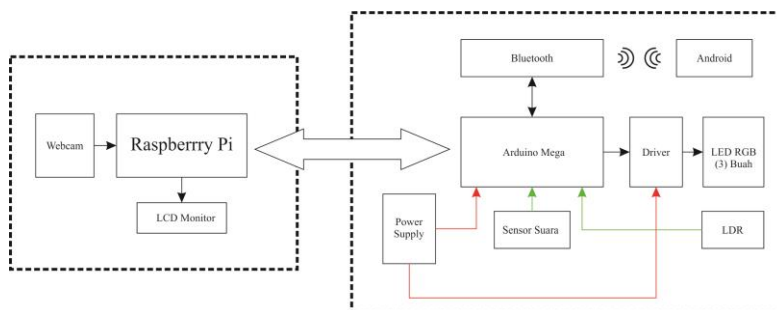 Webcam
Raspberrry Pi
LCD Monitor
Bluetooth
Android
Arduino Mega
Driver
LED RGB
(3) Buah
Power
Supply
Sensor Suara
LDR